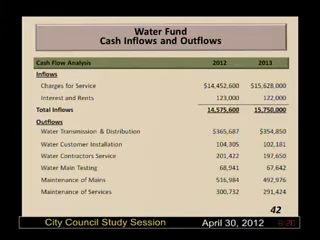 Water Fund
Cash Inflows and Outflows
Cash Flow Analysis 2012 2013
Inflows
Charges for Service $14,452,600 $15,628,000
Interest and Rents 123,000 122,000
Total Inflows 14,575,600 15,750,000
Outflows
Water Transmission & Distribution $365,687 $354,850
Water Customer Installation 104,305 102,181
Water Contractors Service 201,422 197,650
Water Main Testing 68,941 67,642
Maintenance of Mains 516,984 492,976
Maintenance of Services 300,732 291,424
42
City Council Study Session April 30, 2012